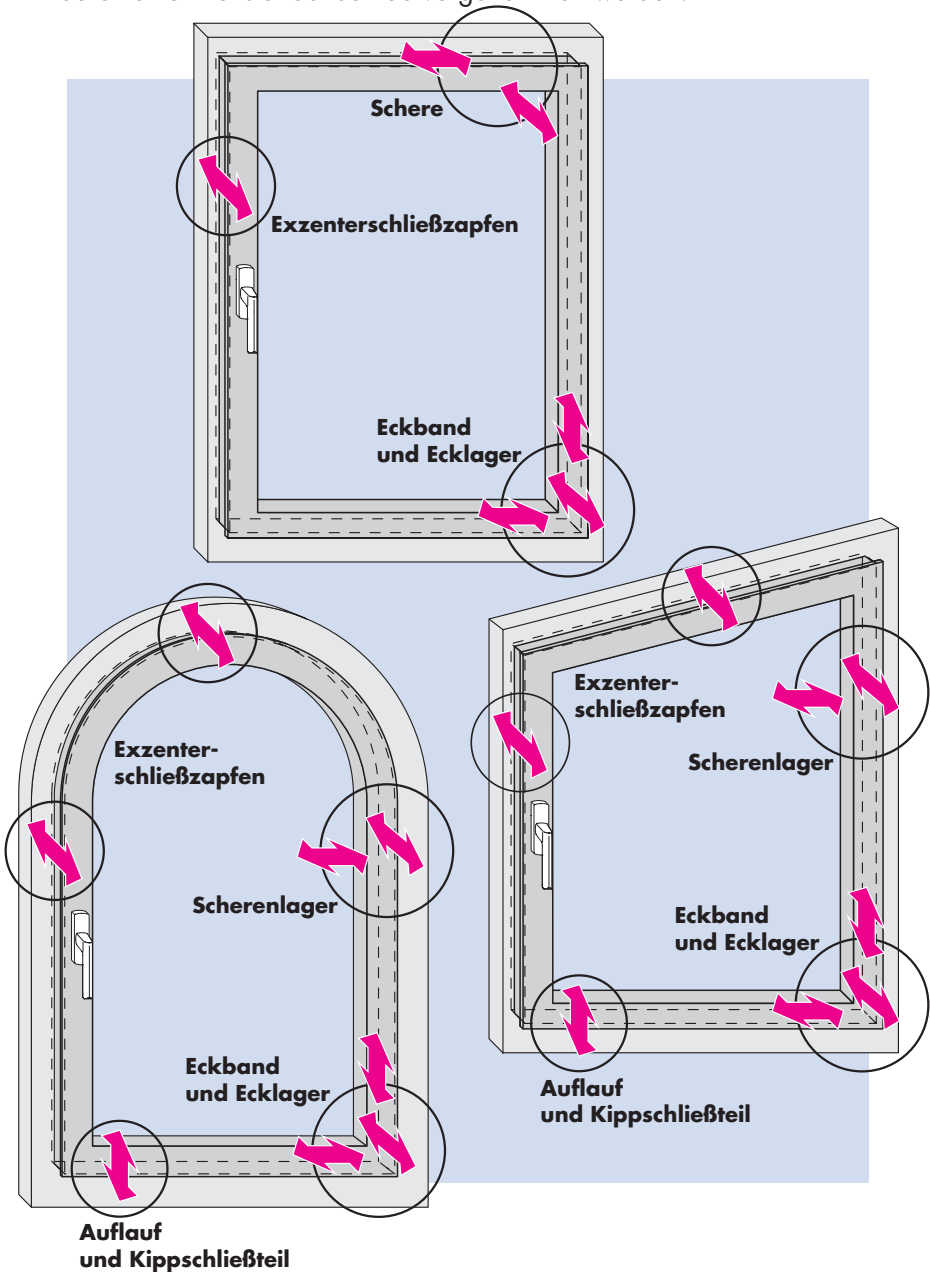 Schere
Exzenterschließzapfen
Eckband
und Ecklager
Exzenter-
schließzapfen
Scherenlager
Eckband
und Ecklager
Auflauf
und Kippschließteil
Exzenter-
schließzapfen
Scherenlager
Eckband
und Ecklager
Auflauf
und Kippschließteil